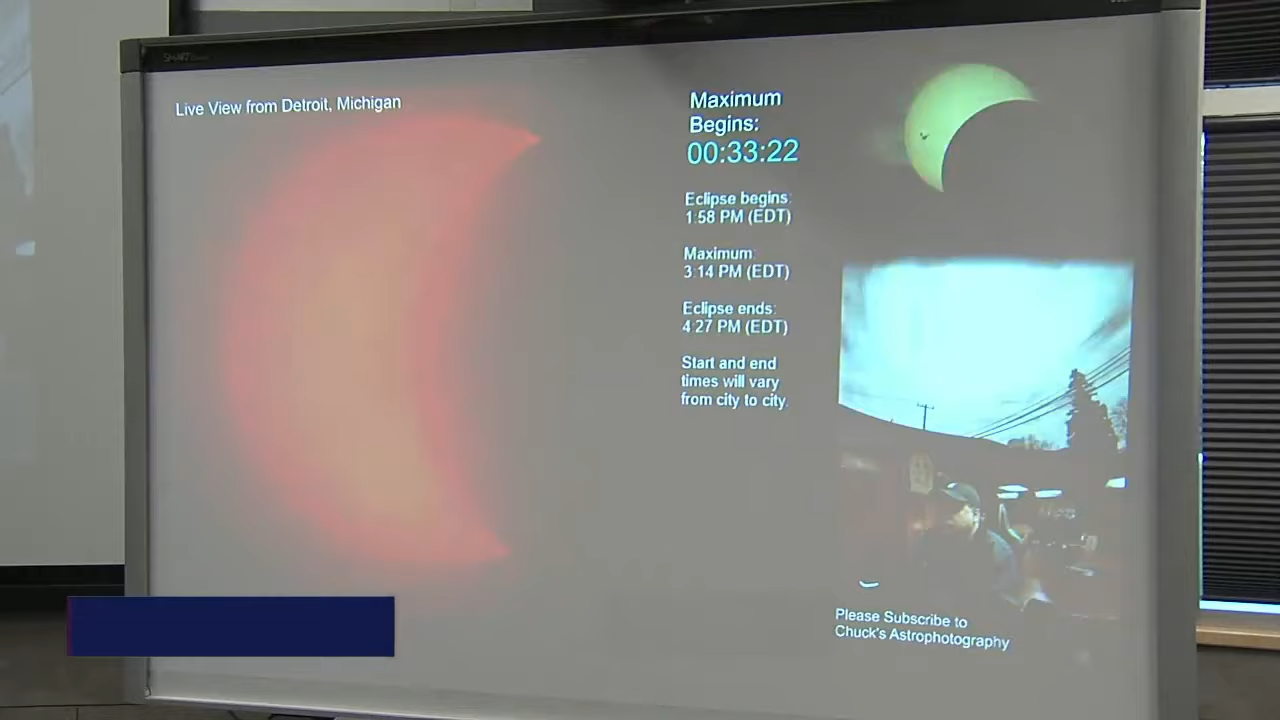 SMART
Live View from Detroit, Michigan
Maximum
Begins:
00:33:22
Eclipse begins:
1:58 PM (EDT)
Maximum:
3:14 PM (EDT)
Eclipse ends:
4:27 PM (EDT)
Start and end
times will vary
from city to city.
Please Subscribe to
Chuck's Astrophotography